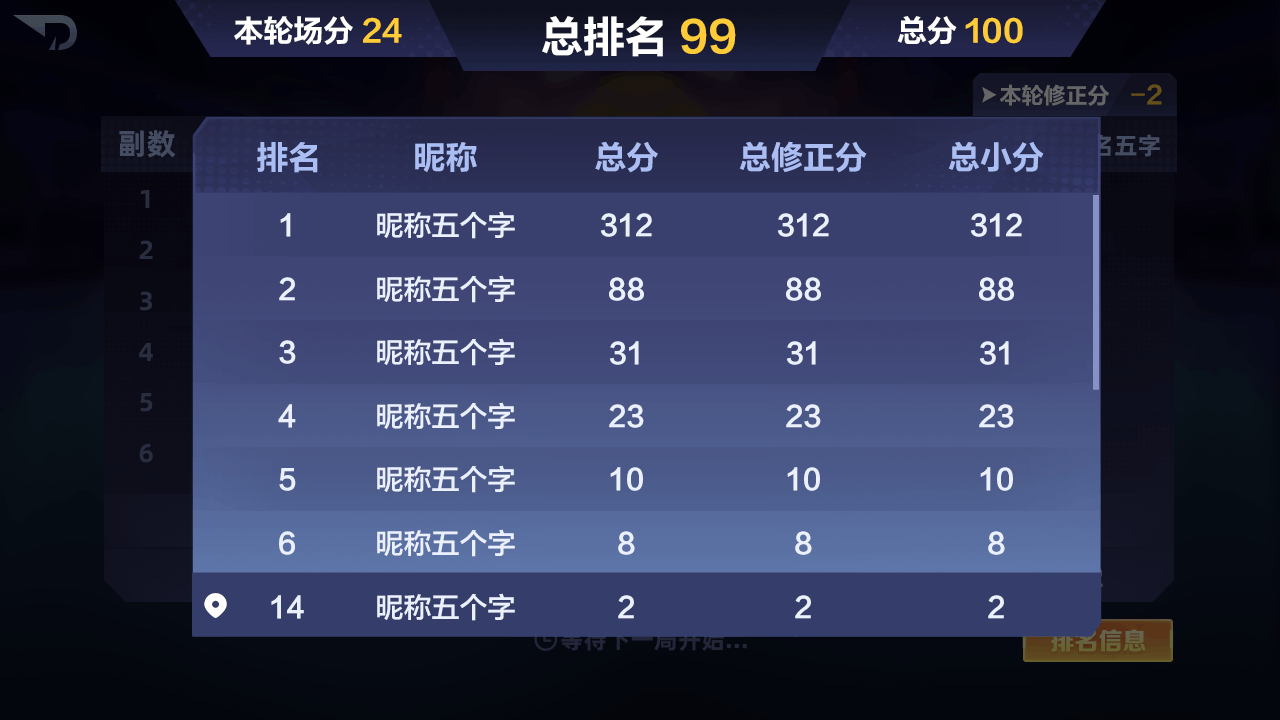 本轮场分 24
总排名 99
总分 100
本轮修正分 -2
副数
名五字
排名 昵称 总分 总修正分 总小分
1 昵称五个字 312 312 312
2 昵称五个字 88 88 88
3 昵称五个字 31 31 31
4 昵称五个字 23 23 23
5 昵称五个字 10 10 10
6 昵称五个字 8 8 8
14 昵称五个字 2 2 2
1
2
3
4
5
6
等待下一局开始...
排名信息